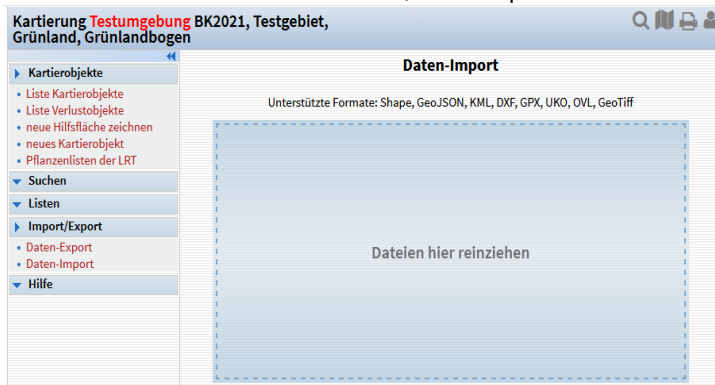 Kartierung Testumgebung BK2021, Testgebiet,
Grünland, Grünlandbogen
Kartierobjekte
Liste Kartierobjekte
Liste Verlustobjekte
neue Hilfsfläche zeichnen
neues Kartierobjekt
Pflanzenlisten der LRT
Suchen
Listen
Import/Export
Daten-Export
Daten-Import
Hilfe
Daten-Import
Unterstützte Formate: Shape, GeoJSON, KML, DXF, GPX, UKO, OVL, GeoTiff
Dateien hier reinziehen